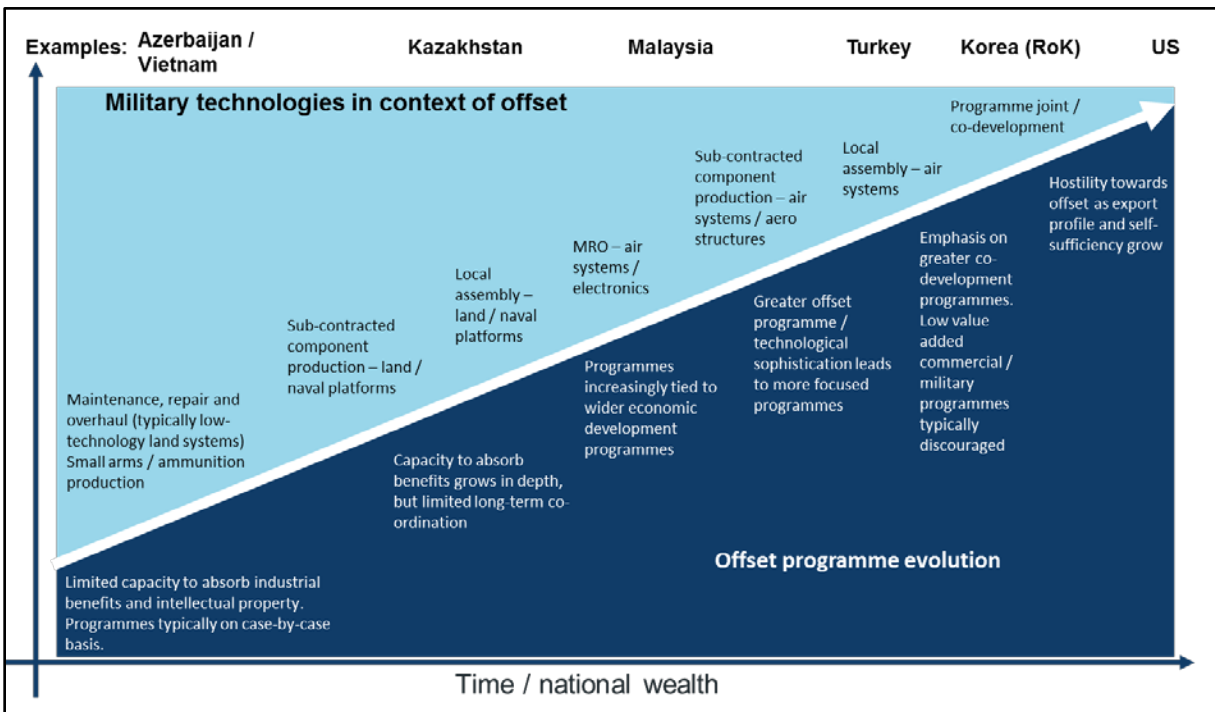 Examples:
Azerbaijan /
Vietnam
Kazakhstan
Malaysia
Turkey
Korea (RoK)
US
Military technologies in context of offset
Maintenance, repair and
overhaul (typically low-
technology land systems)
Small arms / ammunition
production
Sub-contracted
component
production – land /
naval platforms
Local
assembly –
land / naval
platforms
MRO – air
systems /
electronics
Sub-contracted
component
production – air
systems / aero
structures
Local
assembly – air
systems
Programme joint /
co-development
Limited capacity to absorb industrial
benefits and intellectual property.
Programmes typically on case-by-case
basis.
Capacity to absorb
benefits grows in depth,
but limited long-term co-
ordination
Programmes
increasingly tied to
wider economic
development
programmes
Greater offset
programme /
technological
sophistication leads
to more focused
programmes
Emphasis on
greater co-
development
programmes.
Low value
added
commercial /
military
programmes
typically
discouraged
Hostility towards
offset as export
profile and self-
sufficiency grow
Offset programme evolution
Time / national wealth